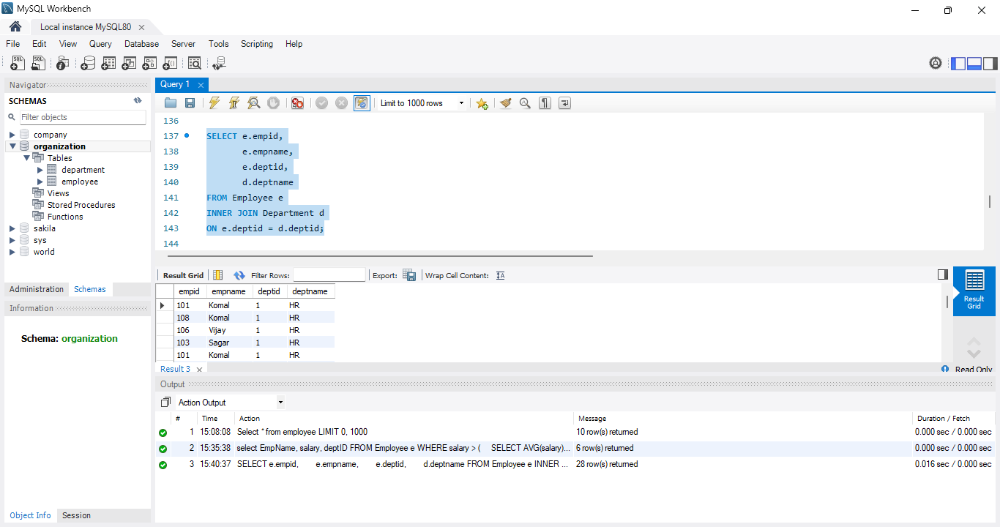 MySQL Workbench
Local instance MySQL80
File Edit View Query Database Server Tools Scripting Help
Navigator
SCHEMAS
Filter objects
company
organization
Tables
department
employee
Views
Stored Procedures
Functions
sakila
sys
world
Administration Schemas
Information
Schema: organization
Object Info Session
Query 1
Limit to 1000 rows
136
137 SELECT e.empid,
138 e.empname,
139 e.deptid,
140 d.deptname
141 FROM Employee e
142 INNER JOIN Department d
143 ON e.deptid = d.deptid;
144
Result Grid Filter Rows: Export: Wrap Cell Content:
empid empname deptid deptname
101 Komal 1 HR
108 Komal 1 HR
106 Vijay 1 HR
103 Sagar 1 HR
101 Komal 1 HR
Result Grid
Result 3 Read Only
Output
Action Output
# Time Action Message Duration / Fetch
1 15:08:08 Select * from employee LIMIT 0, 1000 10 row(s) returned 0.000 sec / 0.000 sec
2 15:35:38 select EmpName, salary, deptID FROM Employee e WHERE salary > ( SELECT AVG(salary)... 6 row(s) returned 0.000 sec / 0.000 sec
3 15:40:37 SELECT e.empid, e.empname, e.deptid, d.deptname FROM Employee e INNER ... 28 row(s) returned 0.016 sec / 0.000 sec